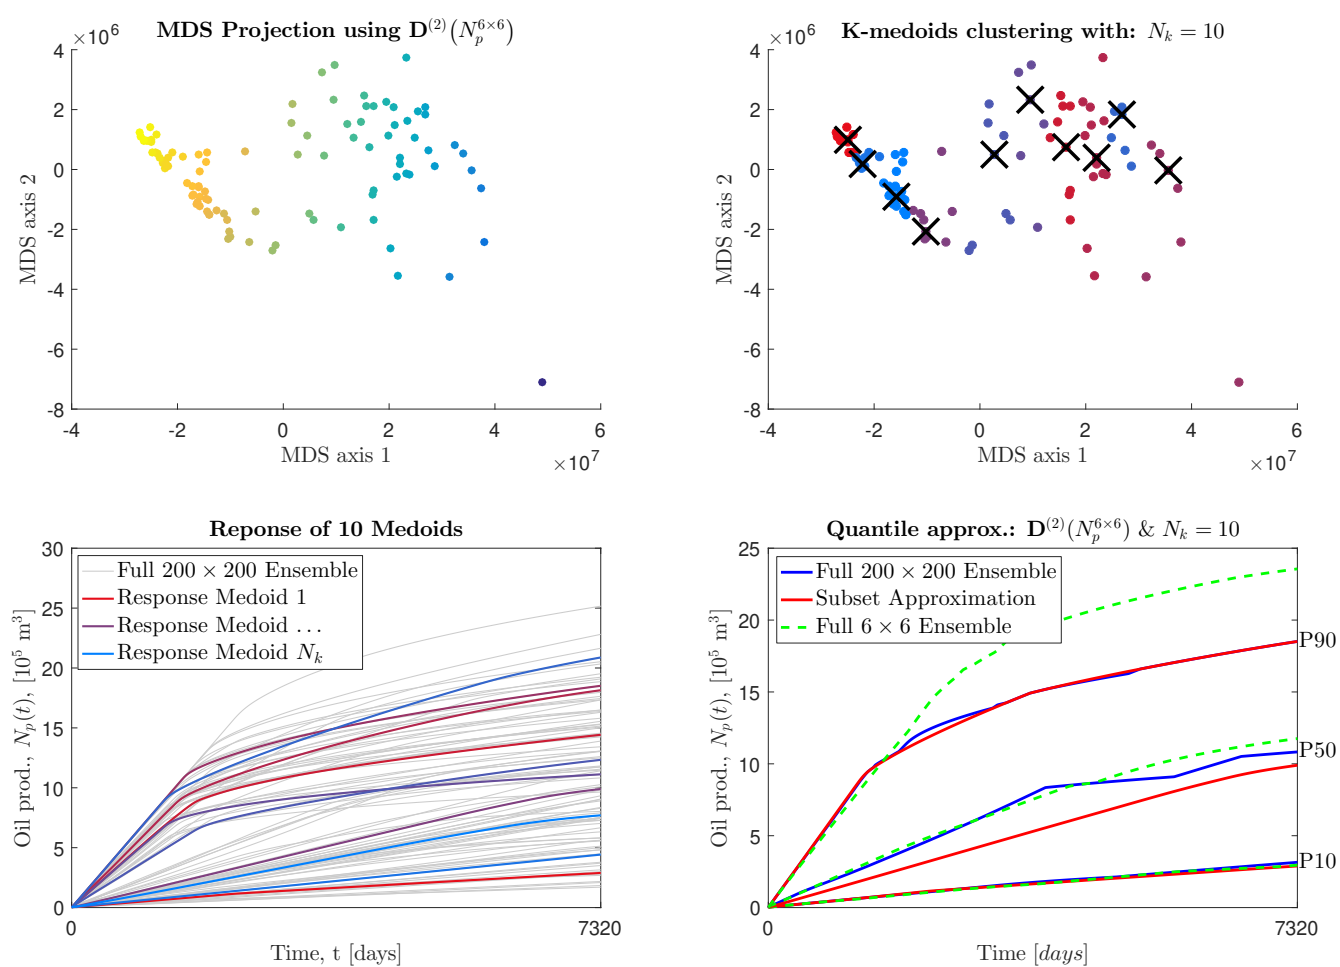 MDS Projection using D^(2)(N_p^6×6)
×10^6
4
2
0
-2
-4
-6
-8
MDS axis 2
-4
-2
0
2
4
6
MDS axis 1
×10^7
K-medoids clustering with: N_k = 10
×10^6
4
2
0
-2
-4
-6
-8
MDS axis 2
-4
-2
0
2
4
6
MDS axis 1
×10^7
Reponse of 10 Medoids
30
25
20
15
10
5
0
Oil prod., N_p(t), [10^5 m^3]
Full 200 × 200 Ensemble
Response Medoid 1
Response Medoid ...
Response Medoid N_k
0
7320
Time, t [days]
Quantile approx.: D^(2)(N_p^6×6) & N_k = 10
25
20
15
10
5
0
Oil prod., N_p(t), [10^5 m^3]
Full 200 × 200 Ensemble
Subset Approximation
Full 6 × 6 Ensemble
P90
P50
P10
0
7320
Time [days]